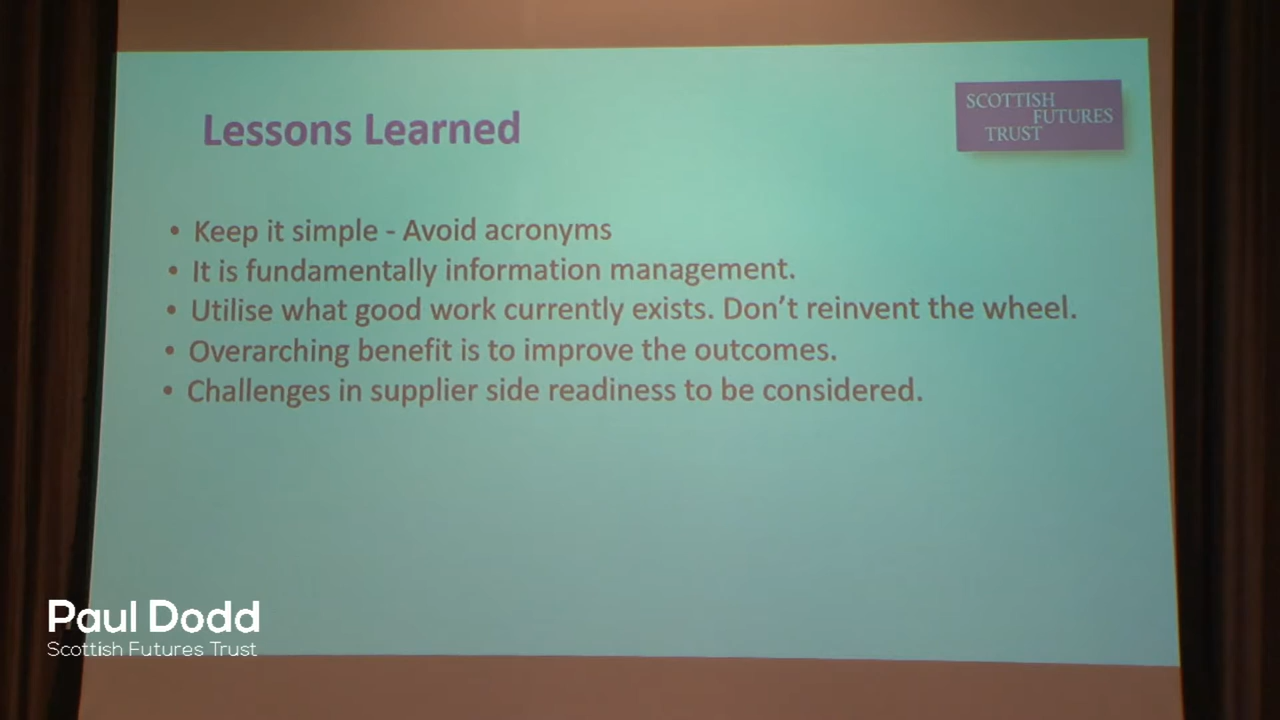 Lessons Learned
SCOTTISH
FUTURES
TRUST
• Keep it simple - Avoid acronyms
• It is fundamentally information management.
• Utilise what good work currently exists. Don't reinvent the wheel.
• Overarching benefit is to improve the outcomes.
• Challenges in supplier side readiness to be considered.
Paul Dodd
Scottish Futures Trust